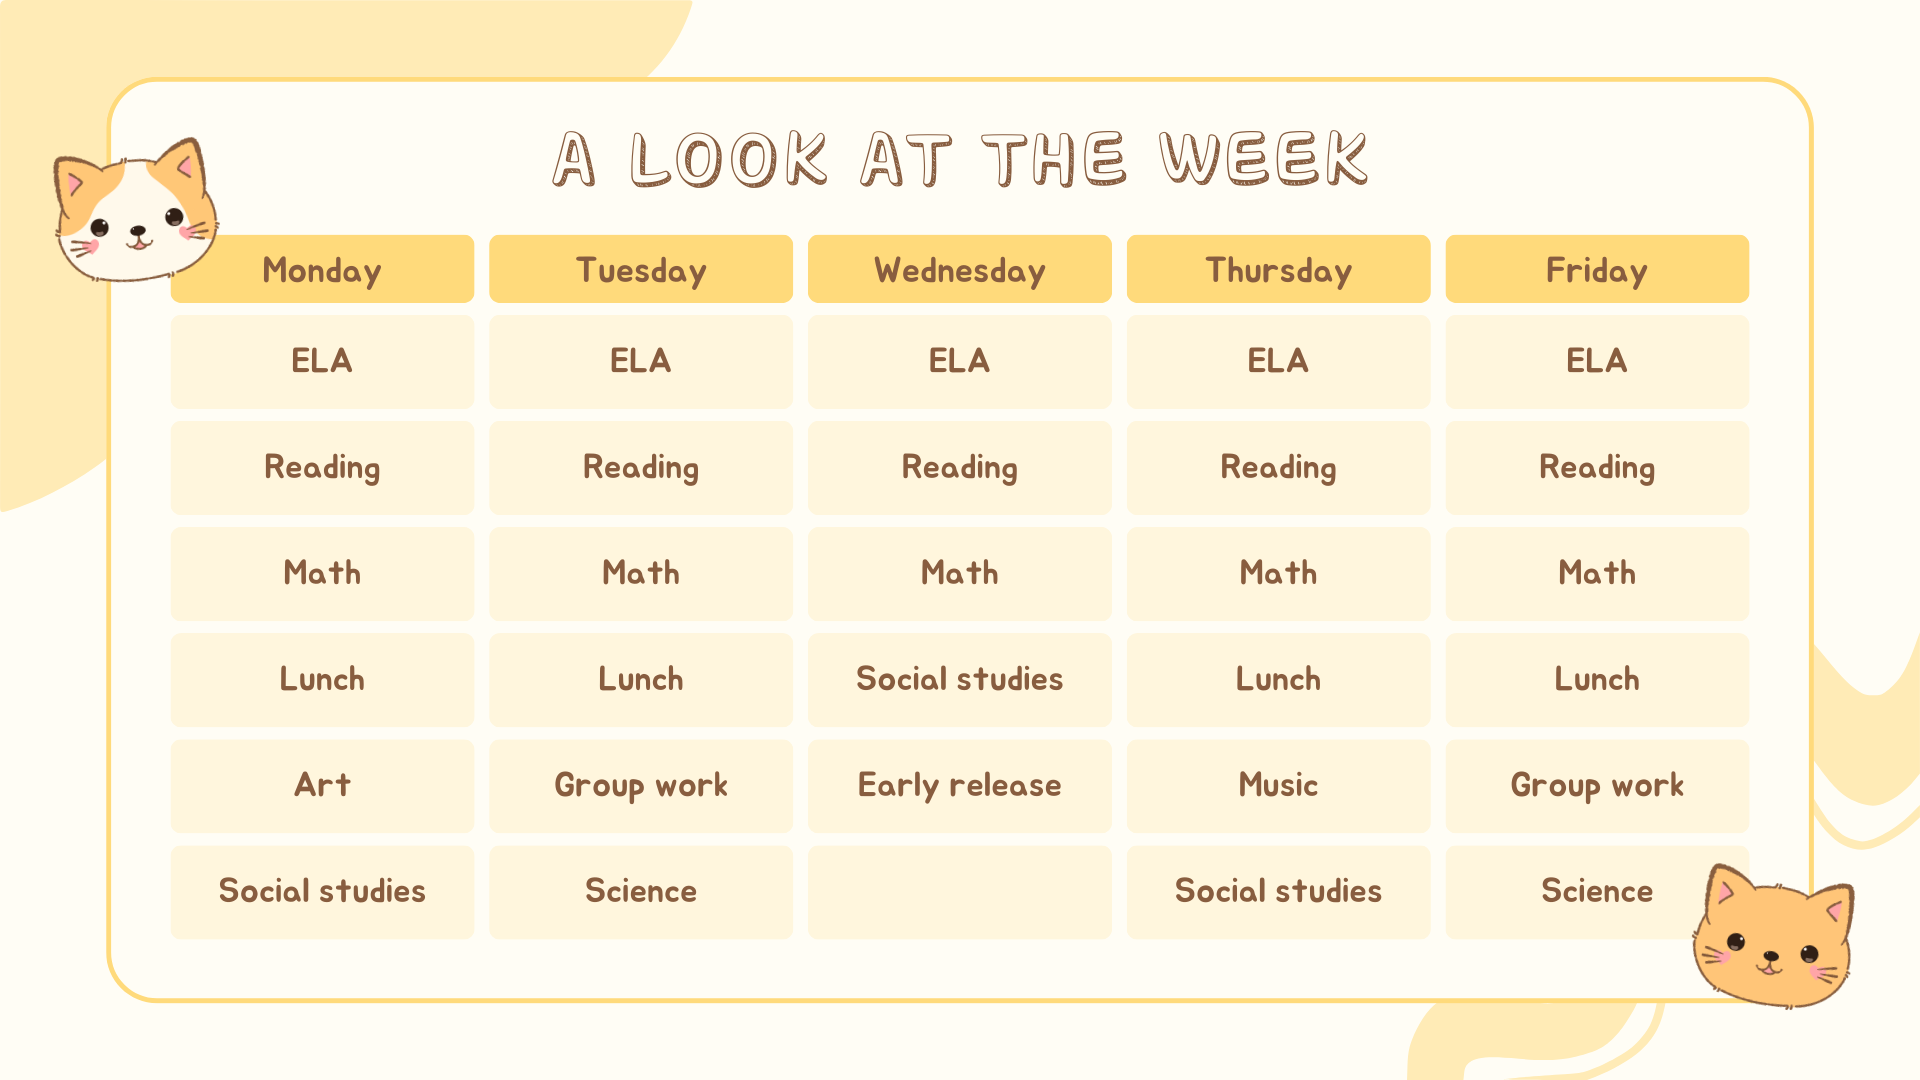 A LOOK AT THE WEEK
Monday Tuesday Wednesday Thursday Friday
ELA ELA ELA ELA ELA
Reading Reading Reading Reading Reading
Math Math Math Math Math
Lunch Lunch Social studies Lunch Lunch
Art Group work Early release Music Group work
Social studies Science Social studies Science